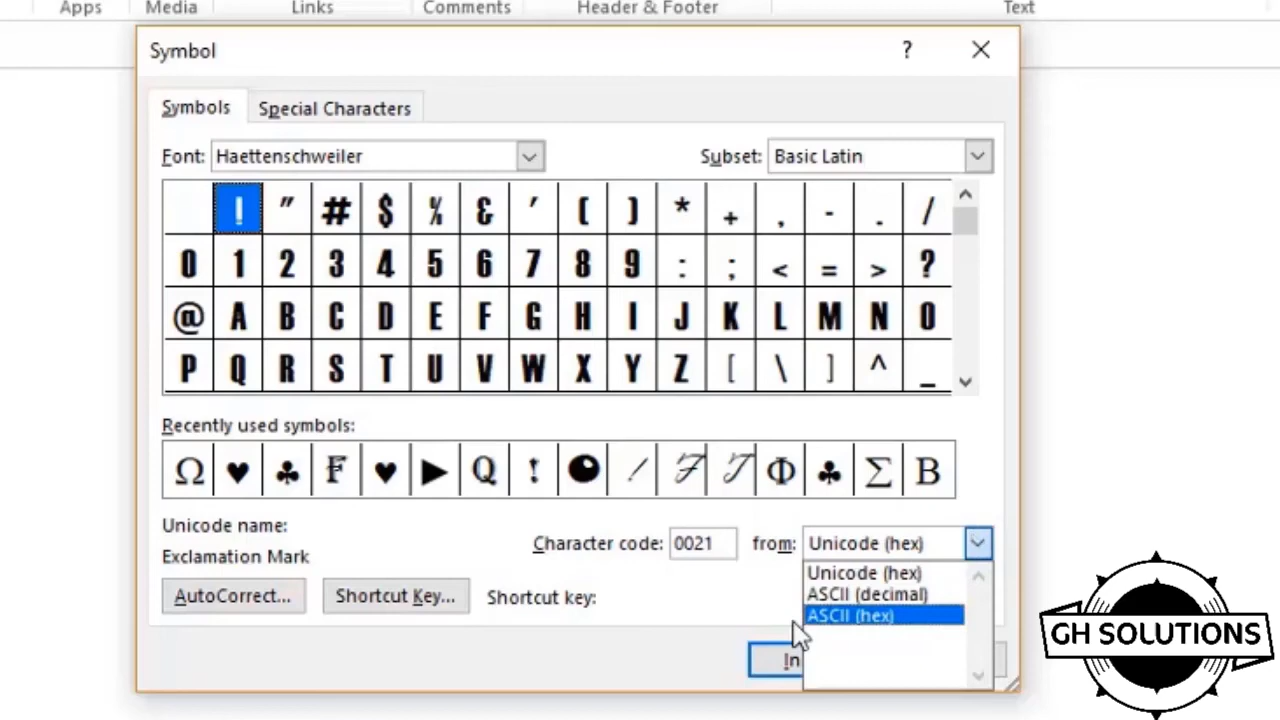 Apps Media Links Comments Header & Footer Text
Symbol ?
Symbols Special Characters
Font: Haettenschweiler Subset: Basic Latin
! " # $ % & ' ( ) * + , - . /
0 1 2 3 4 5 6 7 8 9 : ; < = > ?
@ A B C D E F G H I J K L M N O
P Q R S T U V W X Y Z [ \ ] ^ _
Recently used symbols:
Ω ♥ ♣ F ♥ ▶ Q ! / F T Φ ♣ Σ B
Unicode name:
Exclamation Mark
Character code: 0021 from: Unicode (hex)
Unicode (hex)
ASCII (decimal)
ASCII (hex)
AutoCorrect... Shortcut Key... Shortcut key:
In
GH SOLUTIONS